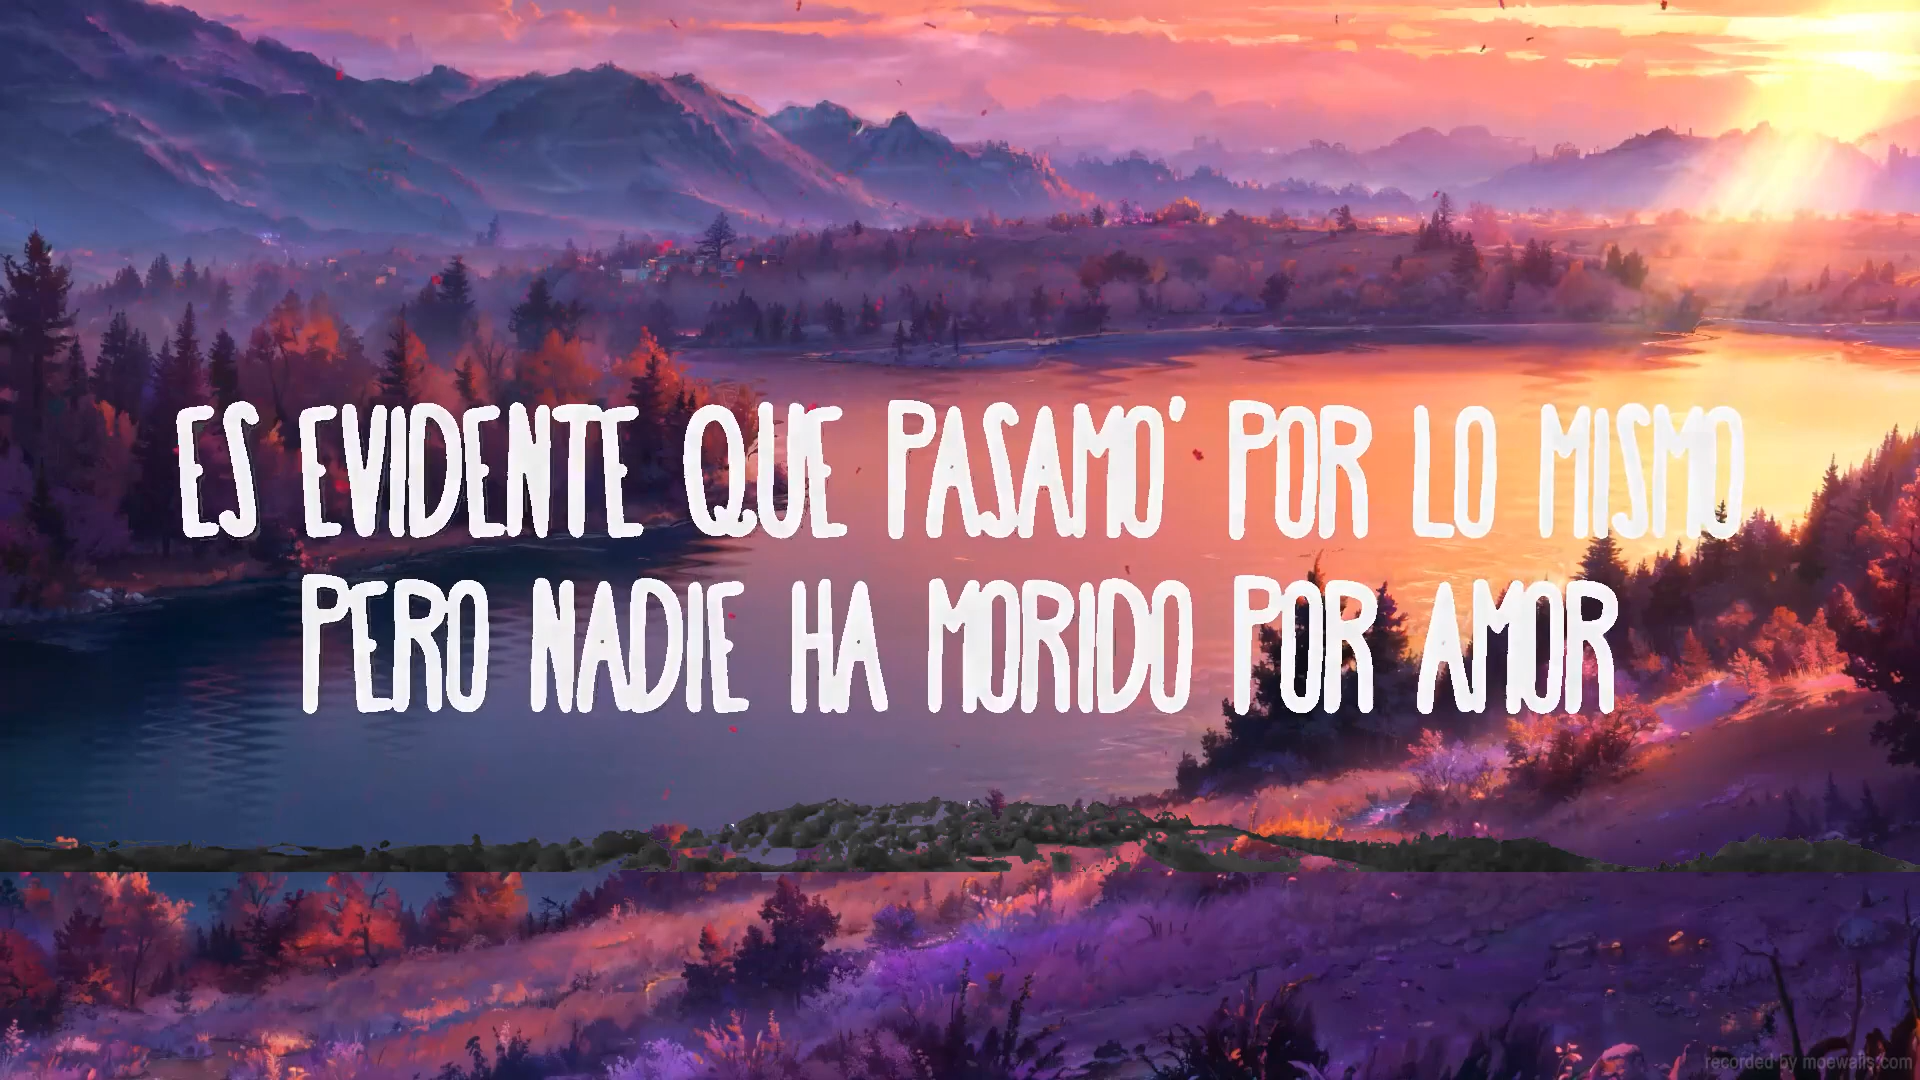 ES EVIDENTE QUE PASAMO' POR LO MISMO
PERO NADIE HA MORIDO POR AMOR
recorded by moewalls.com